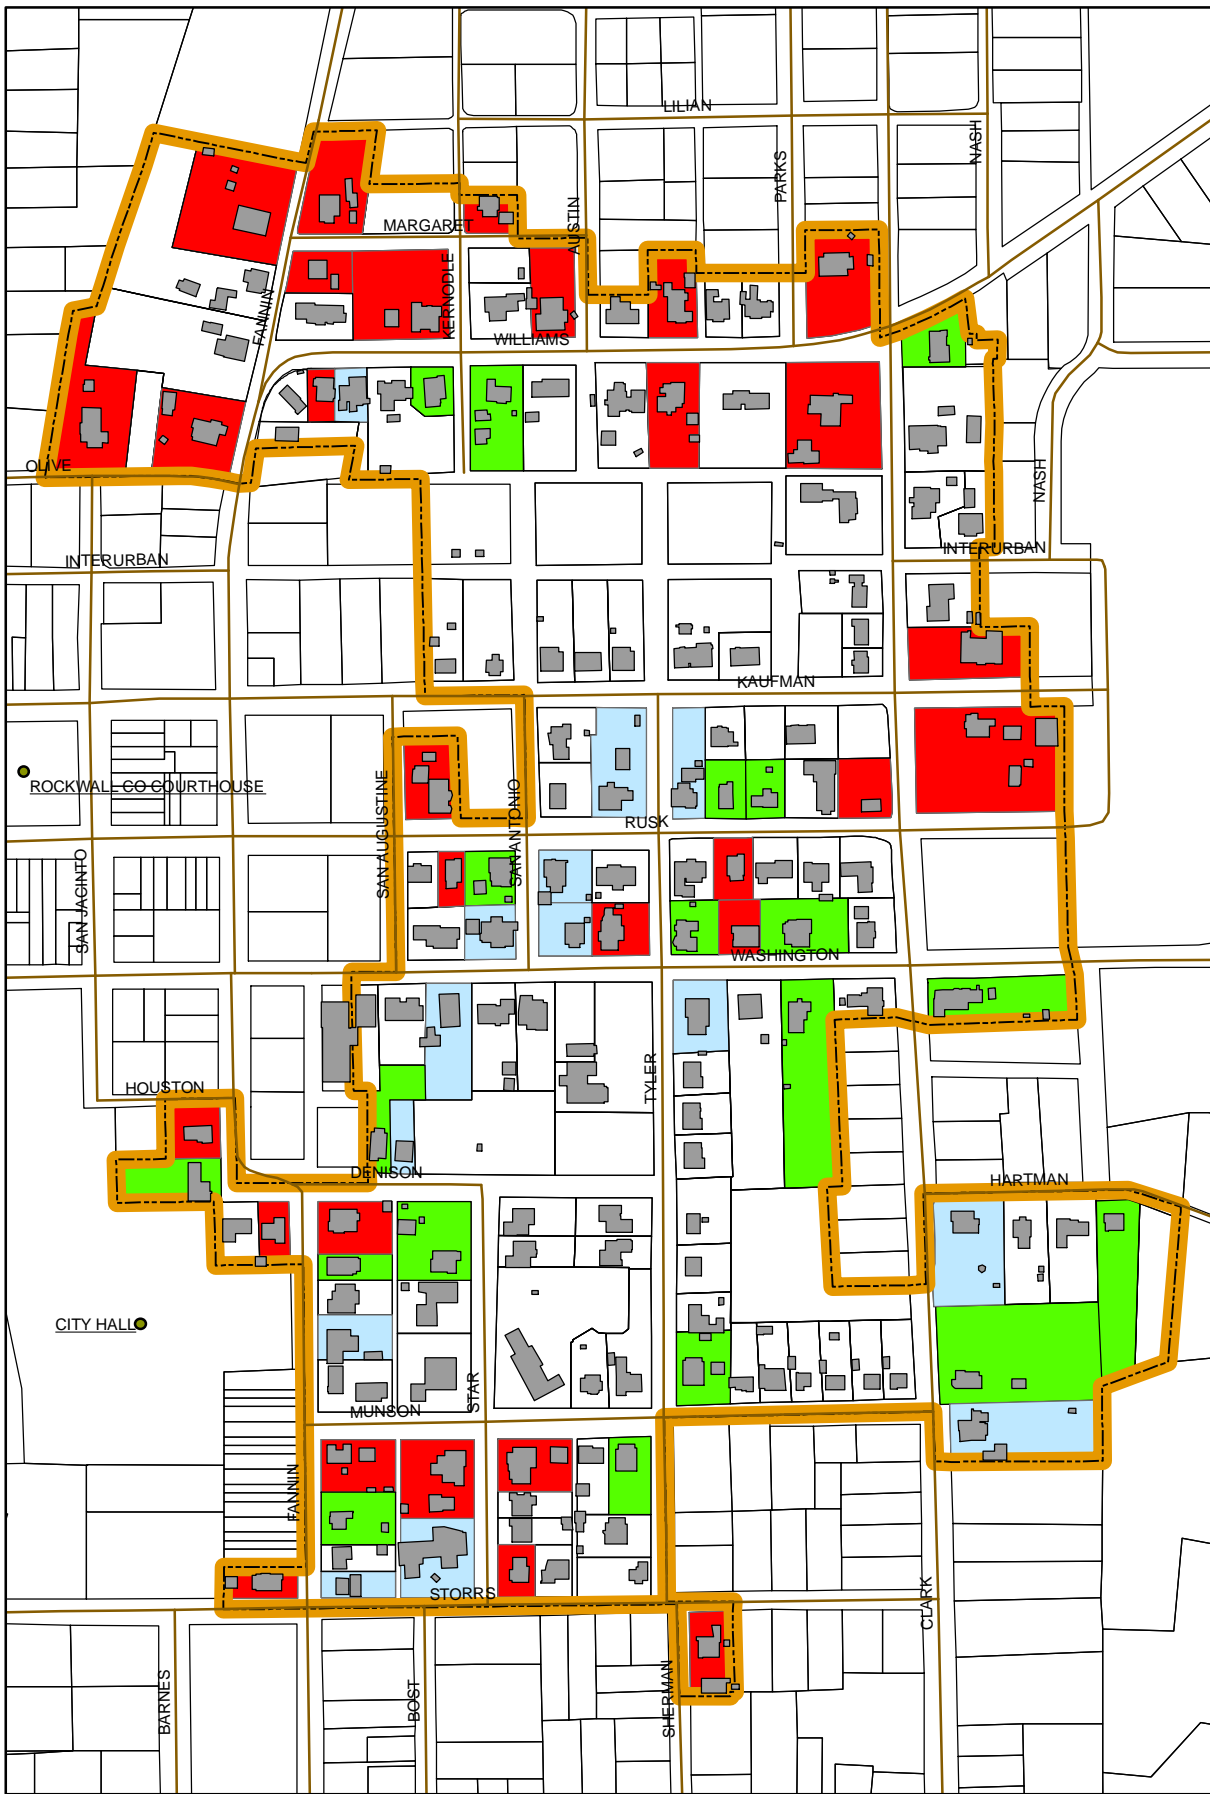 LILIAN
NASH
PARKS
AUSTIN
MARGARET
KERNODLE
FANNIN
WILLIAMS
OLIVE
NASH
INTERURBAN
INTERURBAN
KAUFMAN
ROCKWALL CO COURTHOUSE
SAN AUGUSTINE
SAN ANTONIO
RUSK
SAN JACINTO
WASHINGTON
TYLER
HOUSTON
DENISON
HARTMAN
CITY HALL
STAR
MUNSON
FANNIN
STORRS
CLARK
BARNES
BOST
SHERMAN